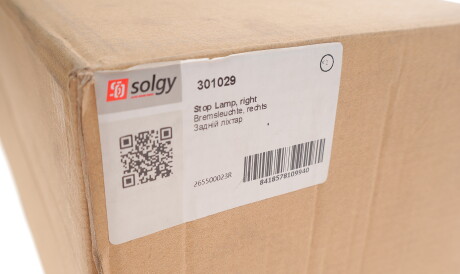 solgy
301029
Stop Lamp, right
Bremsleuchte, rechts
Задній ліхтар
265500023R
8418578109940